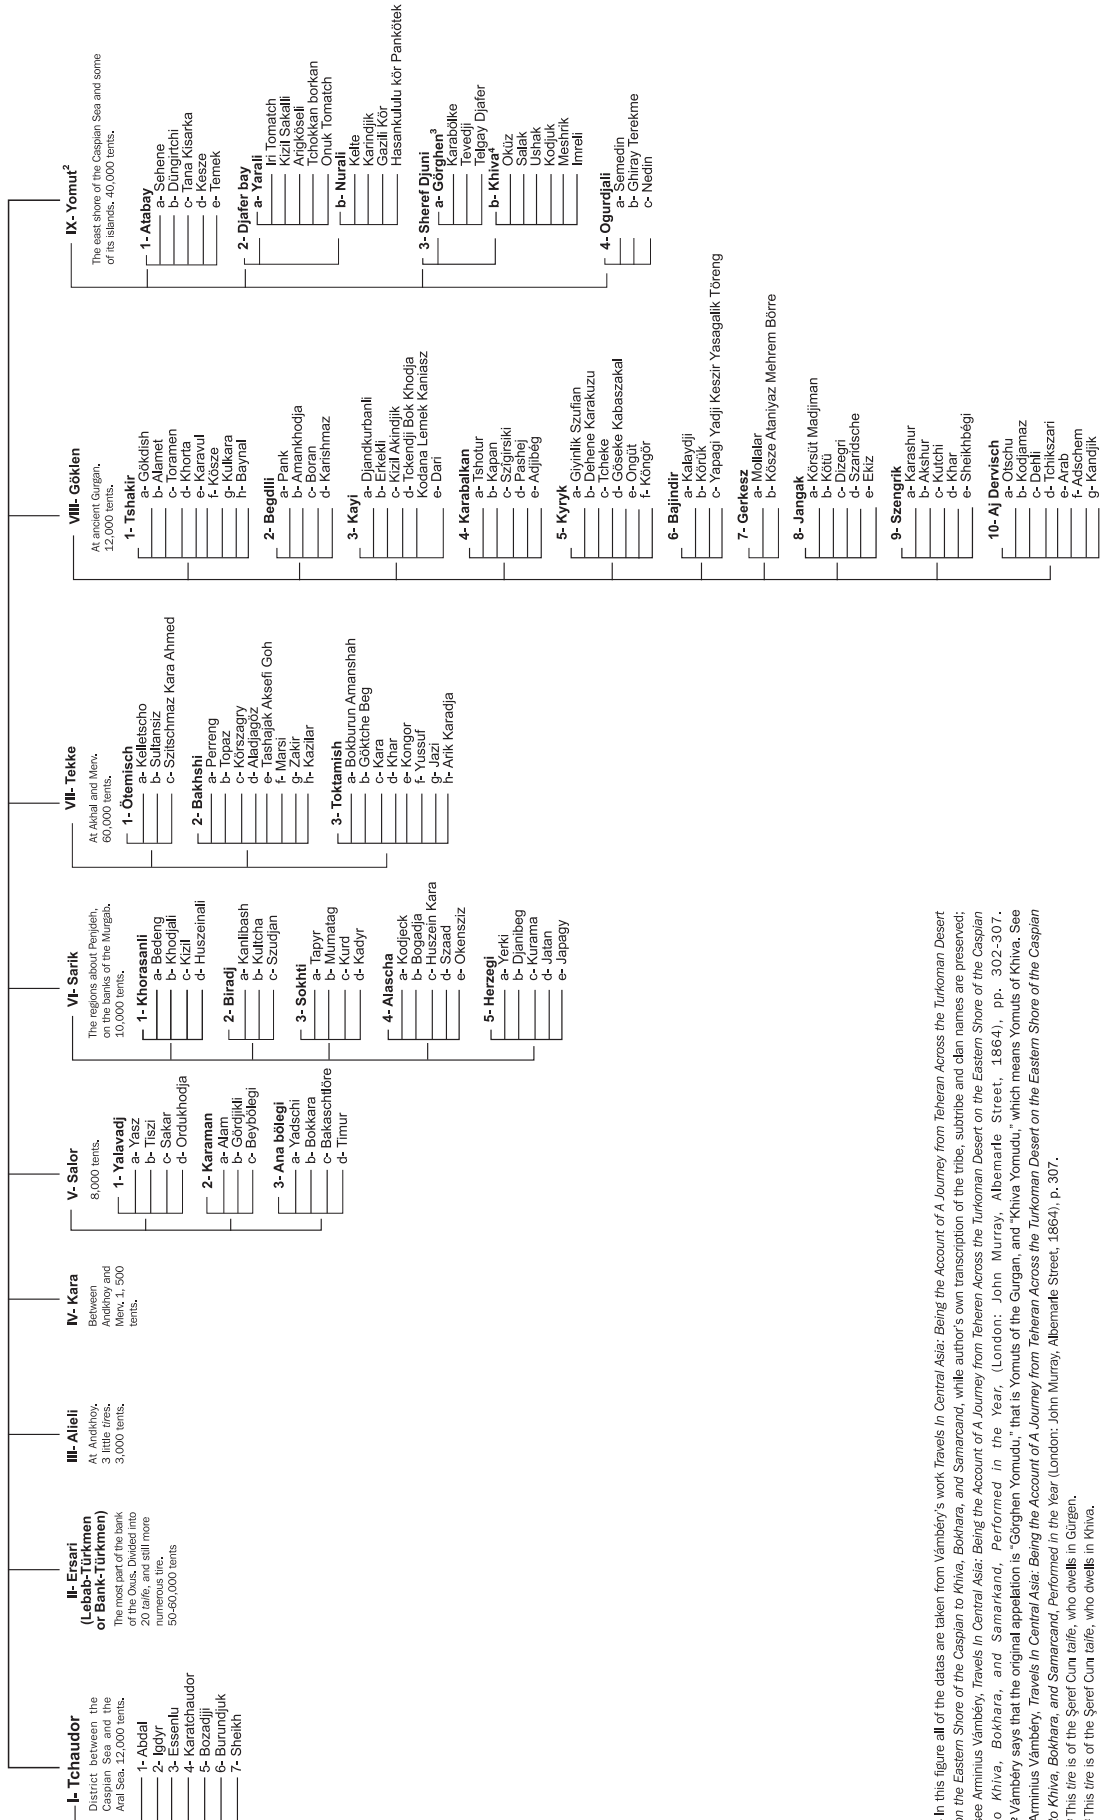 I- Tchaudor
District between the
Caspian Sea and the
Aral Sea. 12,000 tents.
1- Abdal
2- Igdyr
3- Essenlu
4- Karatchaudor
5- Bozadjji
6- Burundjuk
7- Sheikh
II- Ersari
(Lebab-Türkmen
or Bank-Türkmen)
The most part of the bank
of the Oxus. Divided into
20 taife, and still more
numerous tire.
50-60,000 tents
III- Alieli
At Andkhoy.
3 little tires.
3,000 tents.
IV- Kara
Between
Andkhoy and
Merv. 1, 500
tents.
V- Salor
8,000 tents.
1- Yalavadj
a- Yasz
b- Tiszi
c- Sakar
d- Ordukhodja
2- Karaman
a- Alam
b- Gördjikli
c- Beybölegi
3- Ana bölegi
a- Yadschi
b- Bokkara
c- Bakaschtlöre
d- Timur
VI- Sarik
The regions about Penjdeh,
on the banks of the Murgab.
10,000 tents.
1- Khorasanli
a- Bedeng
b- Khodjali
c- Kizil
d- Huszeinali
2- Biradj
a- Kanlibash
b- Kultcha
c- Szudjan
3- Sokhti
a- Tapyr
b- Mumatag
c- Kurd
d- Kadyr
4- Alascha
a- Kodjeck
b- Bogadja
c- Huszein Kara
d- Szaad
e- Okensziz
5- Herzegi
a- Yerki
b- Djanibeg
c- Kurama
d- Jatan
e- Japagy
VII- Tekke
At Akhal and Merv.
60,000 tents.
1- Ötemisch
a- Kelletscho
b- Sultansiz
c- Szitschmaz Kara Ahmed
2- Bakhshi
a- Perreng
b- Topaz
c- Körszagry
d- Aladjagöz
e- Tashajak Aksefi Goh
f- Marsi
g- Zakir
h- Kazilar
3- Toktamish
a- Bokburun Amanshah
b- Göktche Beg
c- Kara
d- Khar
e- Kongor
f- Yussuf
g- Jazi
h- Arik Karadja
VIII- Göklen
At ancient Gurgan.
12,000 tents.
1- Tshakir
a- Gökdish
b- Alamet
c- Toramen
d- Khorta
e- Karavul
f- Kösze
g- Kulkara
h- Baynal
2- Begdlli
a- Pank
b- Amankhodja
c- Boran
d- Karishmaz
3- Kayi
a- Djandkurbanli
b- Erkekli
c- Kizil Akindjik
d- Tckendji Bok Khodja
Kodana Lemek Kaniasz
e- Dari
4- Karabalkan
a- Tshotur
b- Kapan
c- Szigirsiki
d- Pashej
e- Adjibég
5- Kyryk
a- Giyinlik Szufian
b- Dehene Karakuzu
c- Tcheke
d- Göseke Kabaszakal
e- Ongüt
f- Köngör
6- Bajindir
a- Kalaydji
b- Körük
c- Yapagi Yadji Keszir Yasagalik Töreng
7- Gerkesz
a- Mollalar
b- Kösze Ataniyaz Mehrem Börre
8- Jangak
a- Körsüt Madjiman
b- Kötü
c- Dizegri
d- Szaridsche
e- Ekiz
9- Szengrik
a- Karashur
b- Akshur
c- Kutchi
d- Khar
e- Sheikhbégi
10- Aj Dervisch
a- Otschu
b- Kodjamaz
c- Dehli
d- Tchikszari
e- Arab
f- Adschem
g- Kandjik
IX- Yomut²
The east shore of the Caspian Sea and some
of its islands. 40,000 tents.
1- Atabay
a- Sehene
b- Düngirtchi
c- Tana Kisarka
d- Kesze
e- Temek
2- Djafer bay
a- Yarali
Iri Tomatch
Kizil Sakalli
Arigköseli
Tchokkan borkan
Onuk Tomatch
b- Nurali
Kelte
Karindjik
Gazili Kör
Hasankululu kör Pankötek
3- Sheref Djuni
a- Görghen³
Karabölke
Tevedji
Telgay Djafer
b- Khiva⁴
Oküz
Salak
Ushak
Kodjuk
Meshrik
Imreli
4- Ogurdjali
a- Semedin
b- Ghiray Terekme
c- Nedin
In this figure all of the datas are taken from Vámbéry's work Travels In Central Asia: Being the Account of A Journey from Teheran Across the Turkoman Desert
on the Eastern Shore of the Caspian to Khiva, Bokhara, and Samarcand, while author's own transcription of the tribe, subtribe and clan names are preserved;
see Arminius Vámbéry, Travels In Central Asia: Being the Account of A Journey from Teheren Across the Turkoman Desert on the Eastern Shore of the Caspian
o Khiva, Bokhara, and Samarkand, Performed in the Year, (London: John Murray, Albemarle Street, 1864), pp. 302-307.
² Vámbéry says that the original appelation is "Görghen Yomudu," that is Yomuts of the Gurgan, and "Khiva Yomudu," which means Yomuts of Khiva. See
Arminius Vámbéry, Travels In Central Asia: Being the Account of A Journey from Teheran Across the Turkoman Desert on the Eastern Shore of the Caspian
to Khiva, Bokhara, and Samarcand, Performed in the Year (London: John Murray, Albemarle Street, 1864), p. 307.
This tire is of the Şeref Cuni taife, who dwells in Gürgen.
This tire is of the Şeref Cuni taife, who dwells in Khiva.